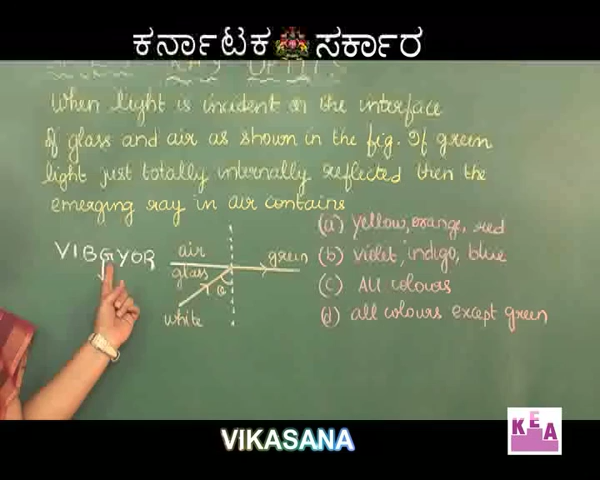 ಕರ್ನಾಟಕ ಸರ್ಕಾರ
RAY OPTICS
When light is incident on the interface
of glass and air as shown in the fig. If green
light just totally internally reflected then the
emerging ray in air contains
(a) yellow, orange, red
(b) violet, indigo, blue
(c) All colours
(d) all colours except green
VIBGYOR
air
glass
green
white
VIKASANA
KEA